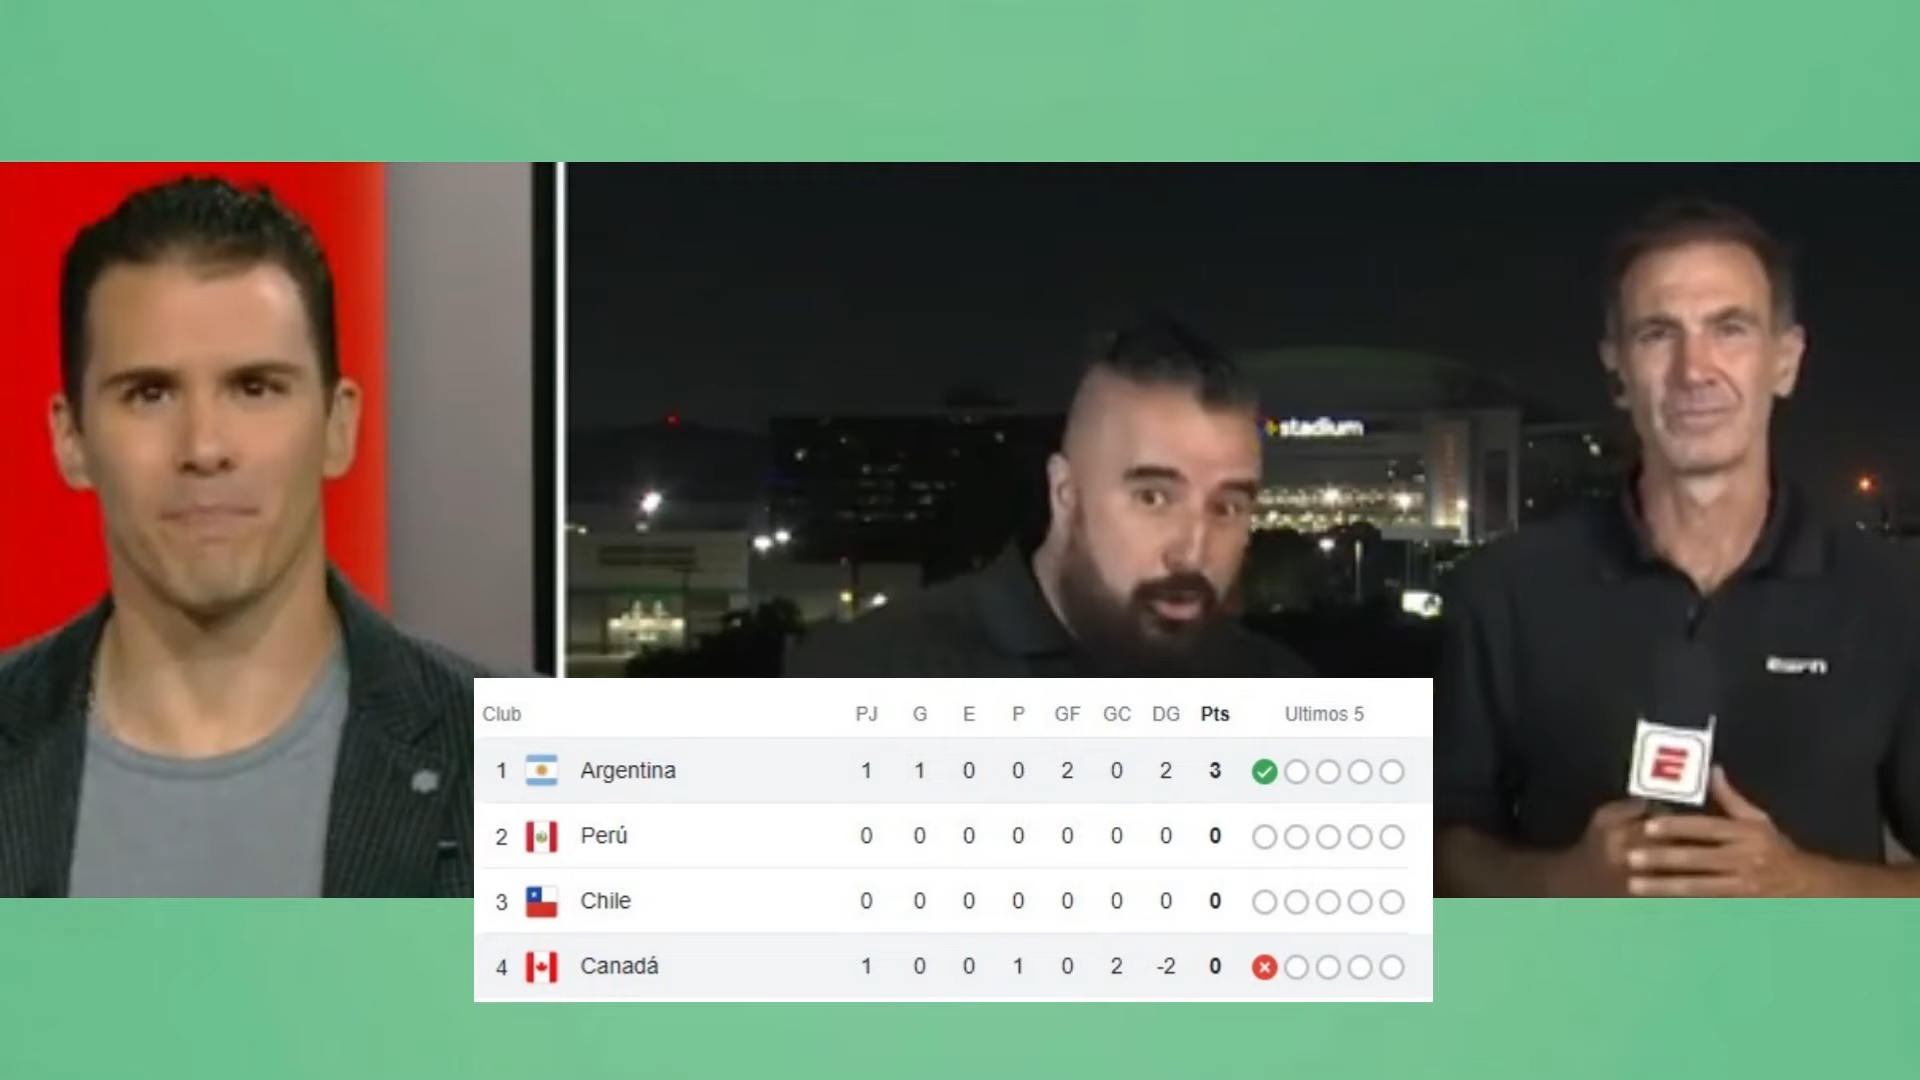 stadium
ESPN
E
Club PJ G E P GF GC DG Pts Ultimos 5
1 Argentina 1 1 0 0 2 0 2 3
2 Perú 0 0 0 0 0 0 0 0
3 Chile 0 0 0 0 0 0 0 0
4 Canadá 1 0 0 1 0 2 -2 0